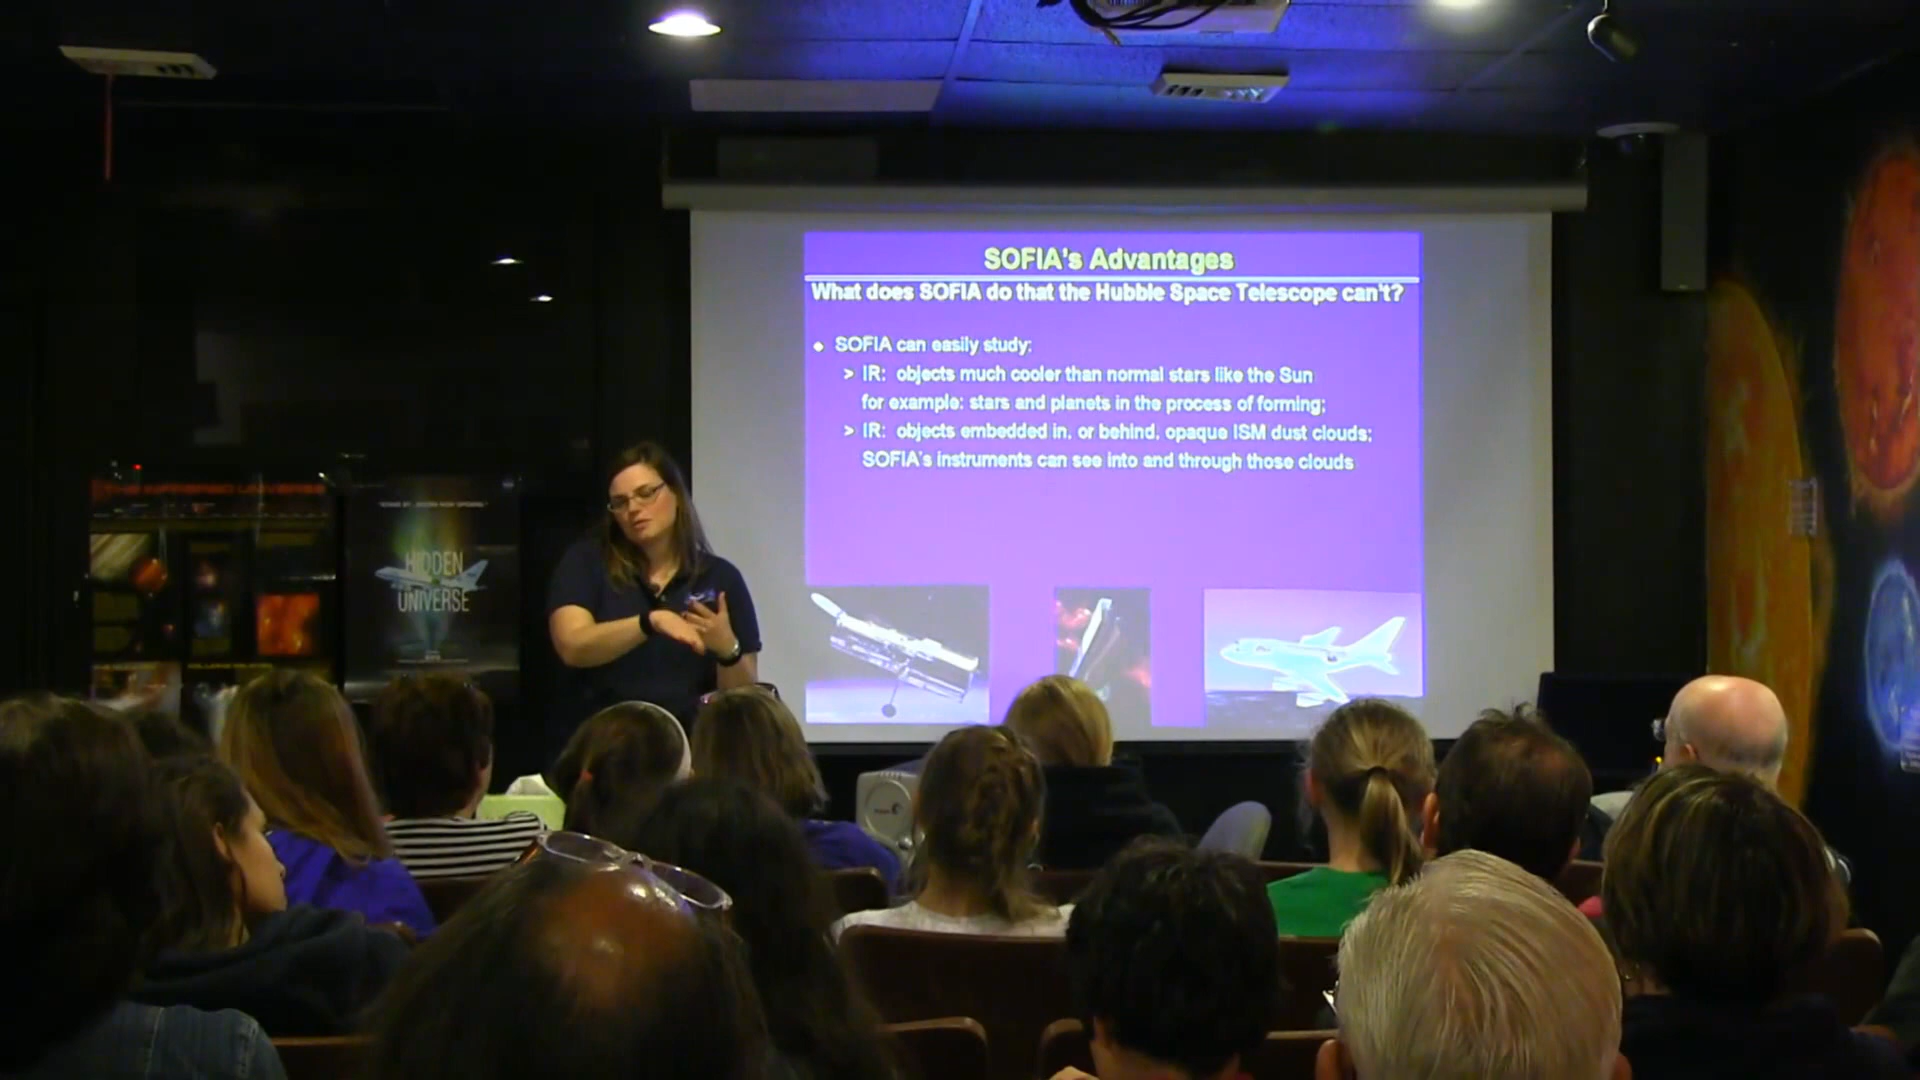 SOFIA's Advantages
What does SOFIA do that the Hubble Space Telescope can't?
◆ SOFIA can easily study:
> IR: objects much cooler than normal stars like the Sun
for example: stars and planets in the process of forming;
> IR: objects embedded in, or behind, opaque ISM dust clouds;
SOFIA's instruments can see into and through those clouds
HIDDEN
UNIVERSE